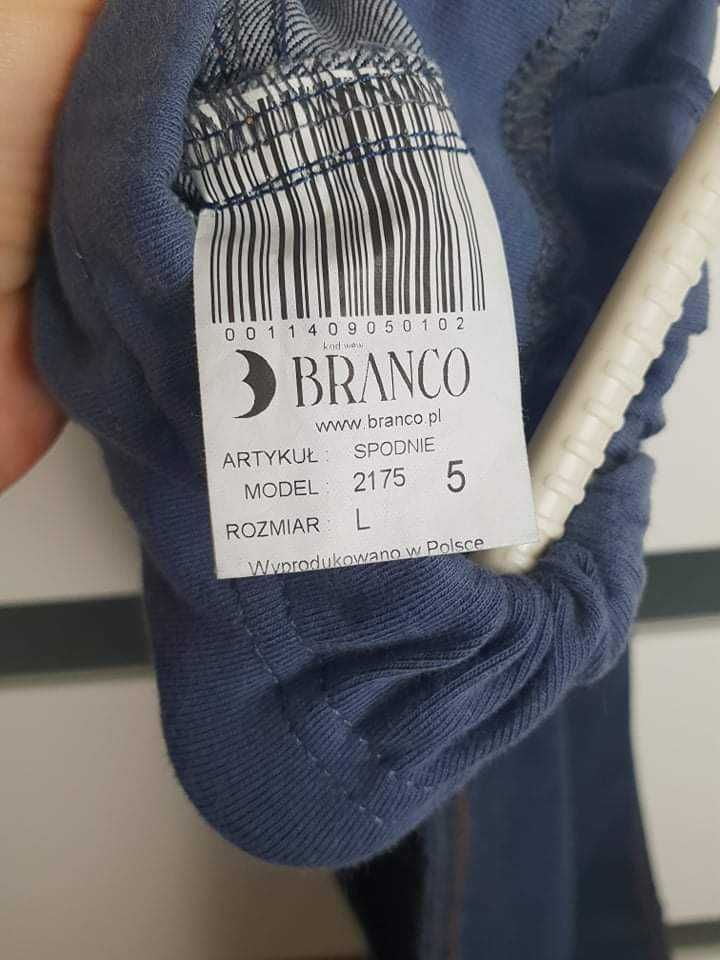 0011409050102
kod wew.
BRANCO
www.branco.pl
ARTYKUŁ : SPODNIE
MODEL : 2175 5
ROZMIAR : L
Wyprodukowano w Polsce